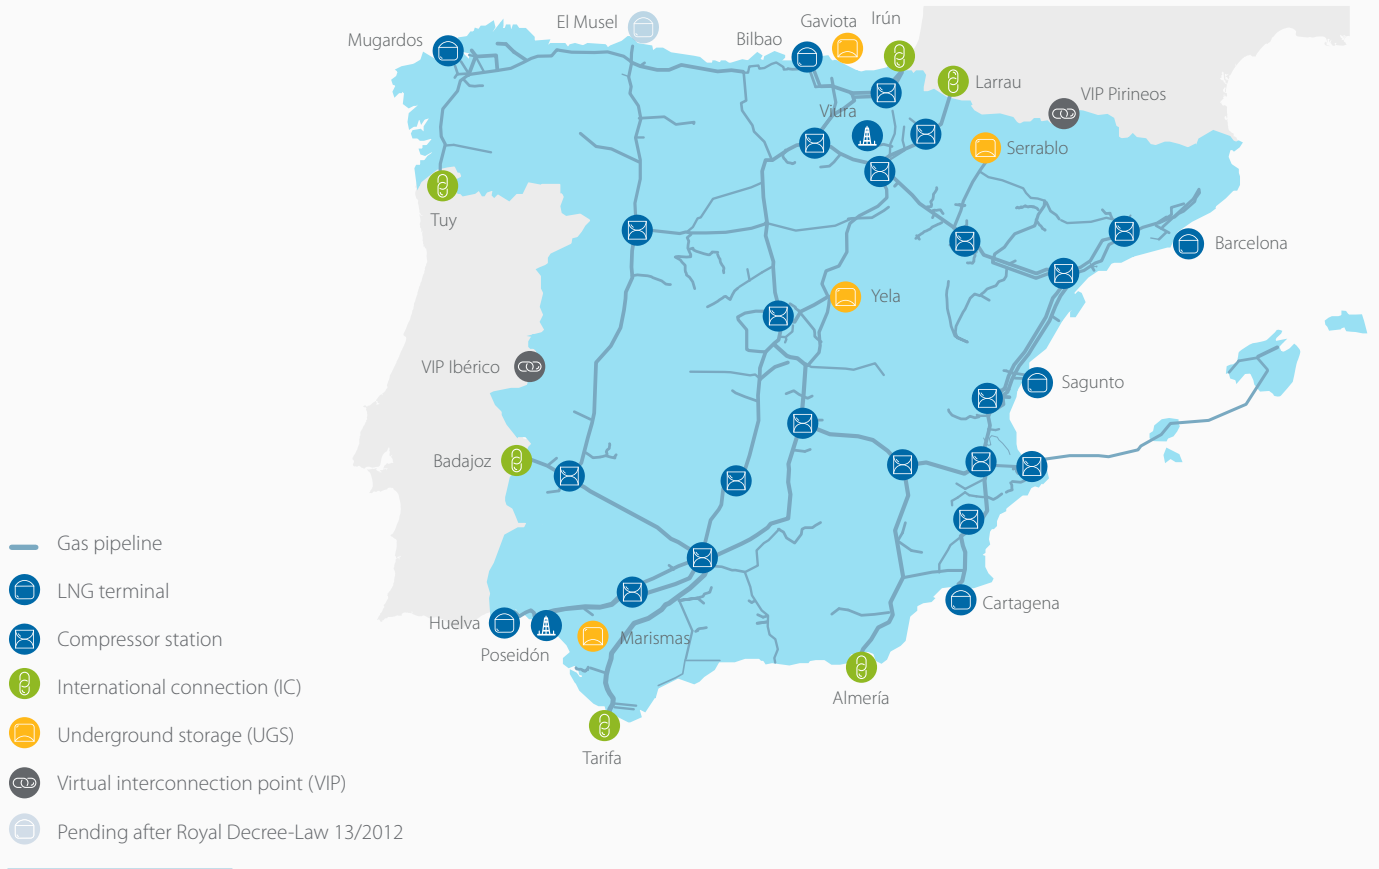 El Musel
Gaviota
Irún
Mugardos
Bilbao
Larrau
VIP Pirineos
Viura
Serrablo
Tuy
Barcelona
Yela
VIP Ibérico
Sagunto
Badajoz
Gas pipeline
LNG terminal
Cartagena
Huelva
Compressor station
Marismas
Poseidón
International connection (IC)
Almería
Underground storage (UGS)
Tarifa
Virtual interconnection point (VIP)
Pending after Royal Decree-Law 13/2012